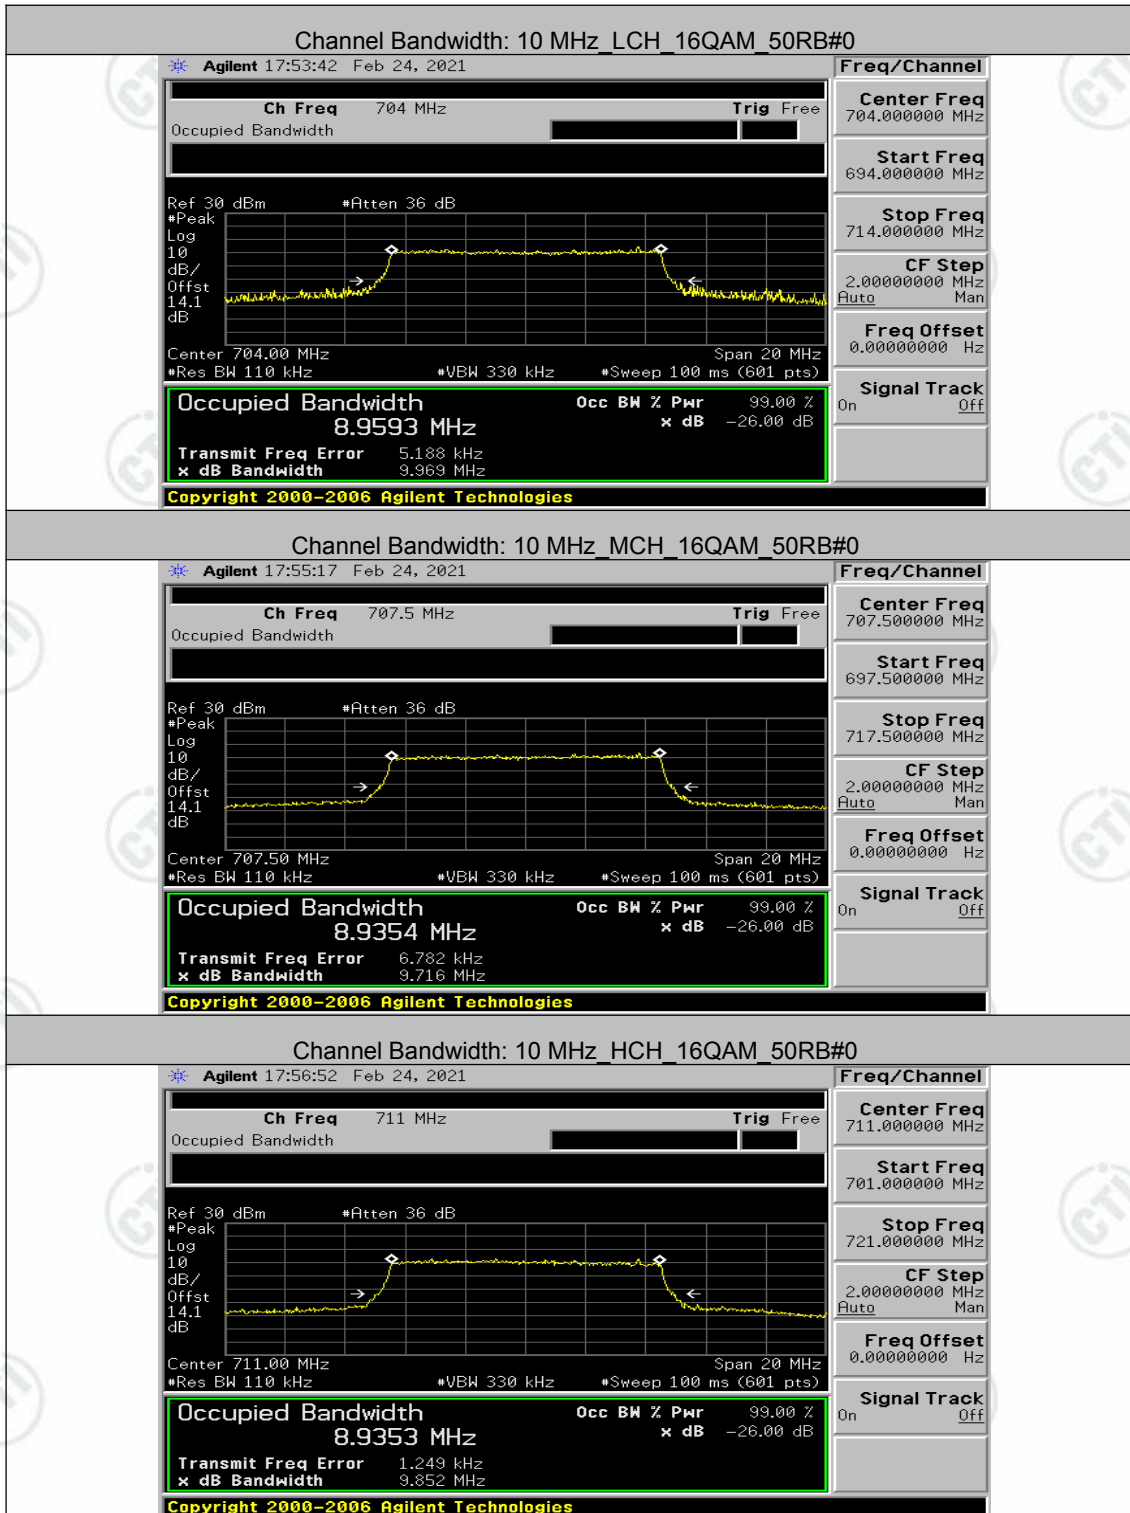 Channel Bandwidth: 10 MHz_LCH_16QAM_50RB#0
Agilent 17:53:42 Feb 24, 2021
Freq/Channel
Ch Freq 704 MHz Trig Free
Occupied Bandwidth
Center Freq
704.000000 MHz
Start Freq
694.000000 MHz
Stop Freq
714.000000 MHz
CF Step
2.00000000 MHz
Auto Man
Freq Offset
0.00000000 Hz
Signal Track
On Off
Ref 30 dBm #Atten 36 dB
#Peak
Log
10
dB/
Offst
14.1
dB
Center 704.00 MHz Span 20 MHz
#Res BW 110 kHz #VBW 330 kHz #Sweep 100 ms (601 pts)
Occupied Bandwidth Occ BW % Pwr 99.00 %
8.9593 MHz x dB -26.00 dB
Transmit Freq Error 5.188 kHz
x dB Bandwidth 9.969 MHz
Copyright 2000-2006 Agilent Technologies
Channel Bandwidth: 10 MHz_MCH_16QAM_50RB#0
Agilent 17:55:17 Feb 24, 2021
Freq/Channel
Ch Freq 707.5 MHz Trig Free
Occupied Bandwidth
Center Freq
707.500000 MHz
Start Freq
697.500000 MHz
Stop Freq
717.500000 MHz
CF Step
2.00000000 MHz
Auto Man
Freq Offset
0.00000000 Hz
Signal Track
On Off
Ref 30 dBm #Atten 36 dB
#Peak
Log
10
dB/
Offst
14.1
dB
Center 707.50 MHz Span 20 MHz
#Res BW 110 kHz #VBW 330 kHz #Sweep 100 ms (601 pts)
Occupied Bandwidth Occ BW % Pwr 99.00 %
8.9354 MHz x dB -26.00 dB
Transmit Freq Error 6.782 kHz
x dB Bandwidth 9.716 MHz
Copyright 2000-2006 Agilent Technologies
Channel Bandwidth: 10 MHz_HCH_16QAM_50RB#0
Agilent 17:56:52 Feb 24, 2021
Freq/Channel
Ch Freq 711 MHz Trig Free
Occupied Bandwidth
Center Freq
711.000000 MHz
Start Freq
701.000000 MHz
Stop Freq
721.000000 MHz
CF Step
2.00000000 MHz
Auto Man
Freq Offset
0.00000000 Hz
Signal Track
On Off
Ref 30 dBm #Atten 36 dB
#Peak
Log
10
dB/
Offst
14.1
dB
Center 711.00 MHz Span 20 MHz
#Res BW 110 kHz #VBW 330 kHz #Sweep 100 ms (601 pts)
Occupied Bandwidth Occ BW % Pwr 99.00 %
8.9353 MHz x dB -26.00 dB
Transmit Freq Error 1.249 kHz
x dB Bandwidth 9.852 MHz
Copyright 2000-2006 Agilent Technologies
CTI
CTI
CTI
CTI
CTI
CTI
CTI
CTI